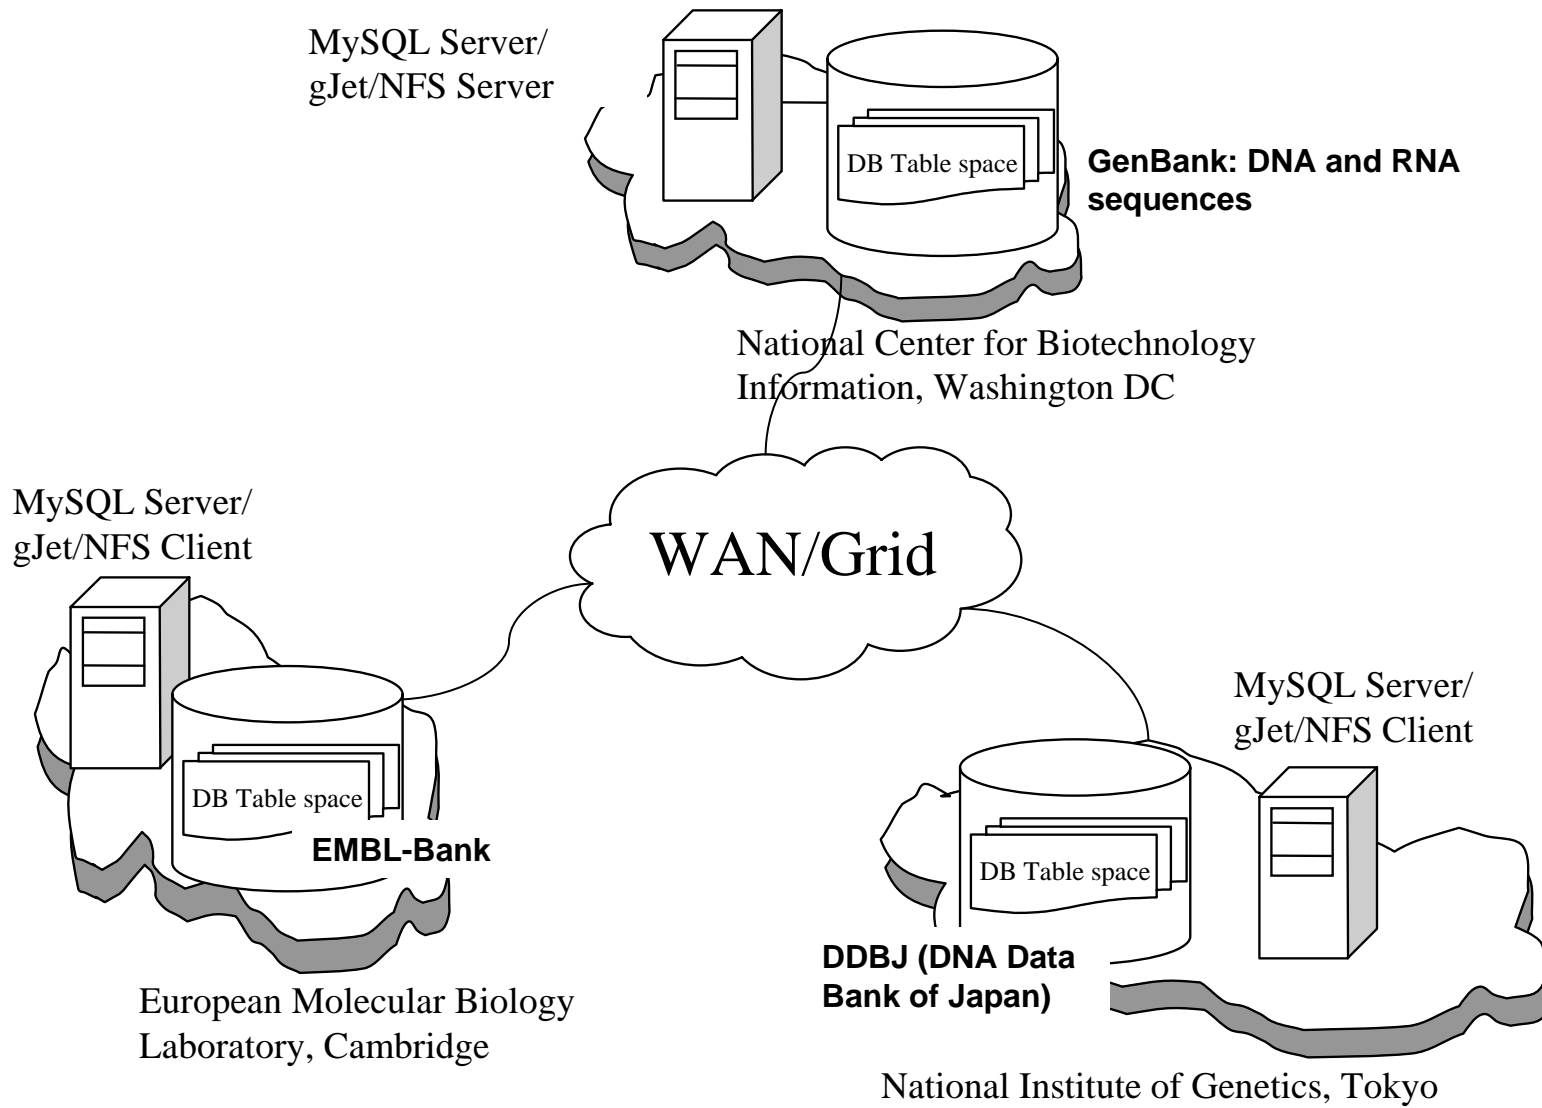 MySQL Server/
gJet/NFS Server
DB Table space
GenBank: DNA and RNA
sequences
National Center for Biotechnology
Information, Washington DC
WAN/Grid
MySQL Server/
gJet/NFS Client
DB Table space
EMBL-Bank
European Molecular Biology
Laboratory, Cambridge
MySQL Server/
gJet/NFS Client
DB Table space
DDBJ (DNA Data
Bank of Japan)
National Institute of Genetics, Tokyo